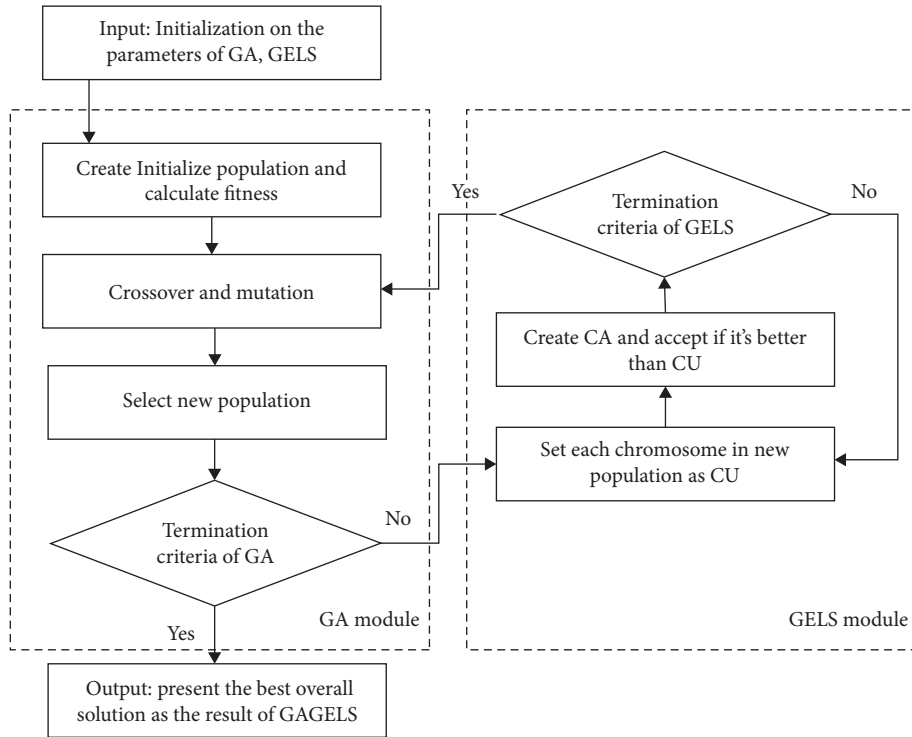 Input: Initialization on the
parameters of GA, GELS
Create Initialize population and
calculate fitness
Crossover and mutation
Select new population
Termination
criteria of GA
No
Yes
GA module
Output: present the best overall
solution as the result of GAGELS
Yes
Termination
criteria of GELS
No
Create CA and accept if it's better
than CU
Set each chromosome in new
population as CU
GELS module